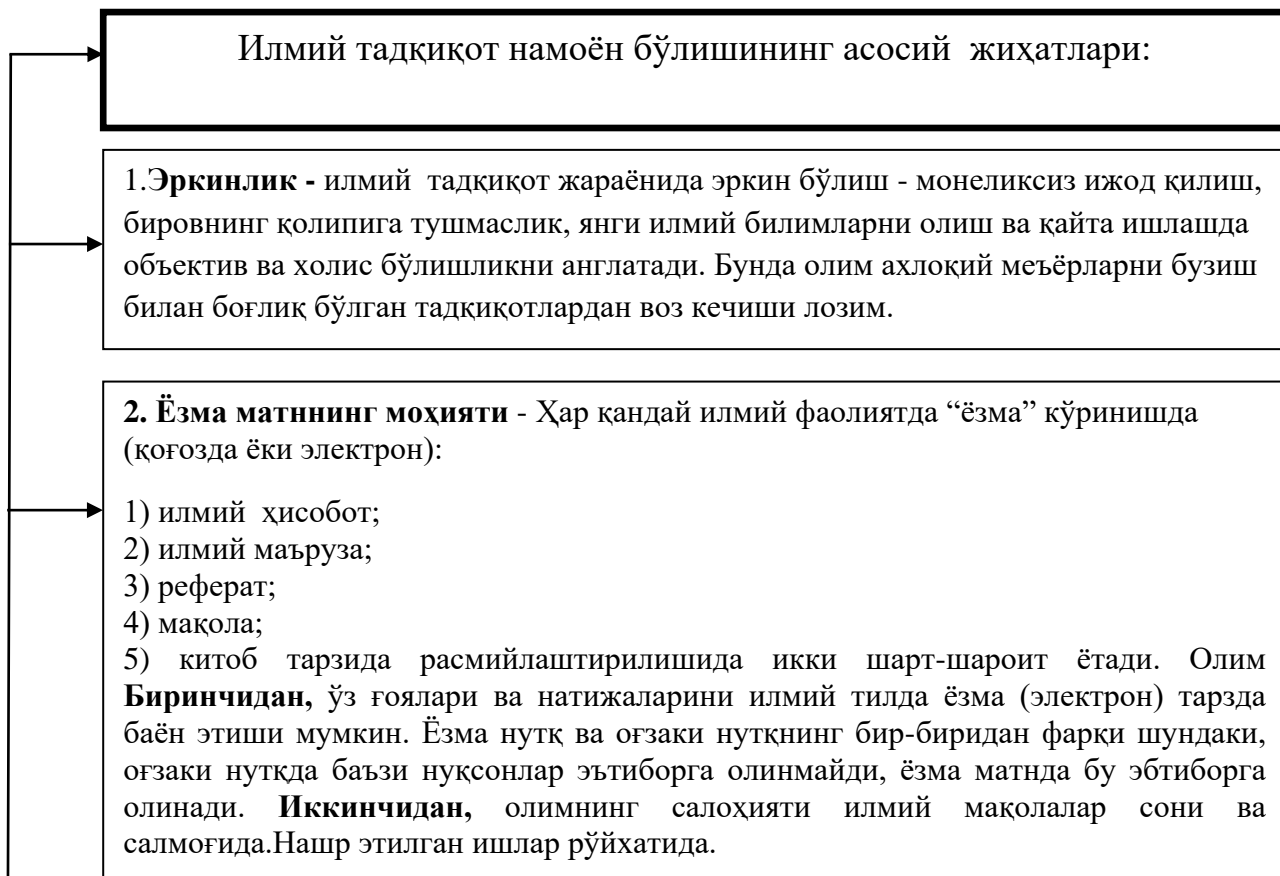 Илмий тадқиқот намоён бўлишининг асосий жиҳатлари:
1.Эркинлик - илмий тадқиқот жараёнида эркин бўлиш - монеликсиз ижод қилиш,
бировнинг қолипига тушмаслик, янги илмий билимларни олиш ва қайта ишлашда
объектив ва холис бўлишликни англатади. Бунда олим ахлоқий меъёрларни бузиш
билан боғлиқ бўлган тадқиқотлардан воз кечиши лозим.
2. Ёзма матннинг моҳияти - Ҳар қандай илмий фаолиятда “ёзма” кўринишда
(қоғозда ёки электрон):
1) илмий ҳисобот;
2) илмий маъруза;
3) реферат;
4) мақола;
5) китоб тарзида расмийлаштирилишида икки шарт-шароит ётади. Олим
Биринчидан, ўз ғоялари ва натижаларини илмий тилда ёзма (электрон) тарзда
баён этиши мумкин. Ёзма нутқ ва оғзаки нутқнинг бир-биридан фарқи шундаки,
оғзаки нутқда баъзи нуқсонлар эътиборга олинмайди, ёзма матнда бу эбтиборга
олинади. Иккинчидан, олимнинг салоҳияти илмий мақолалар сони ва
салмоғида.Нашр этилган ишлар рўйхатида.